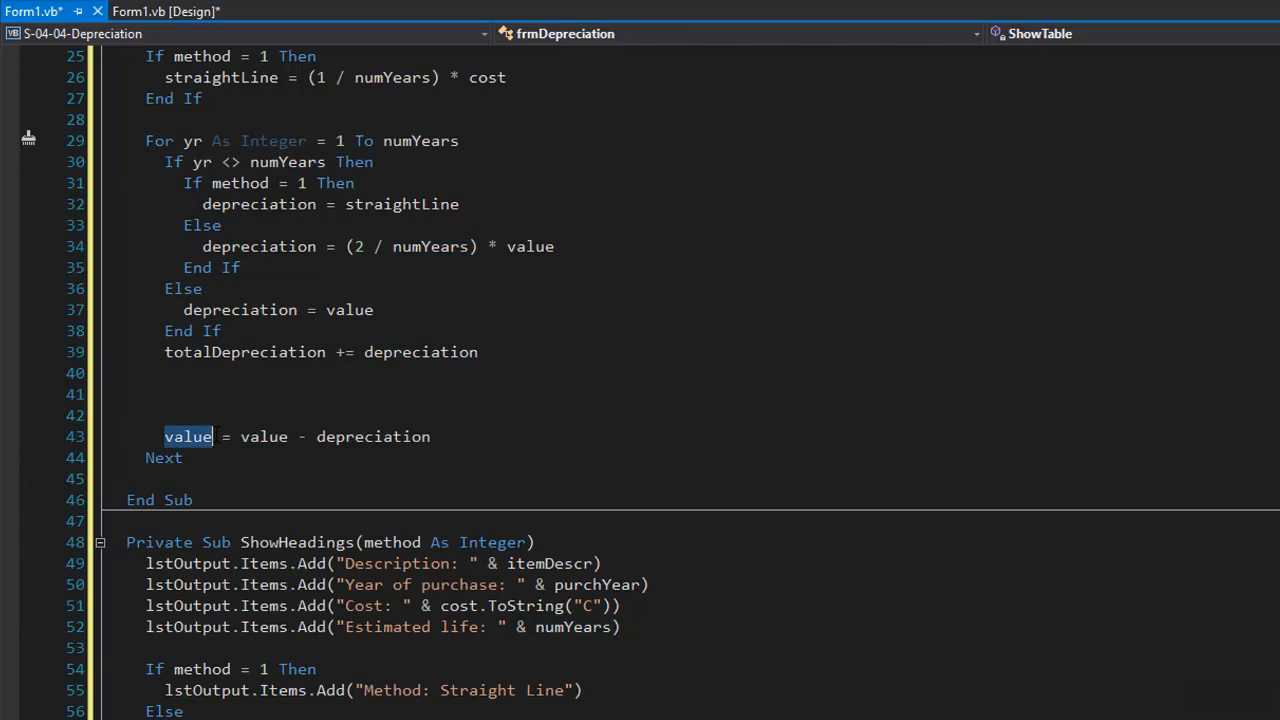 Form1.vb* Form1.vb [Design]*
S-04-04-Depreciation frmDepreciation ShowTable
25 If method = 1 Then
26 straightLine = (1 / numYears) * cost
27 End If
28
29 For yr As Integer = 1 To numYears
30 If yr <> numYears Then
31 If method = 1 Then
32 depreciation = straightLine
33 Else
34 depreciation = (2 / numYears) * value
35 End If
36 Else
37 depreciation = value
38 End If
39 totalDepreciation += depreciation
40
41
42
43 value = value - depreciation
44 Next
45
46 End Sub
47
48 Private Sub ShowHeadings(method As Integer)
49 lstOutput.Items.Add("Description: " & itemDescr)
50 lstOutput.Items.Add("Year of purchase: " & purchYear)
51 lstOutput.Items.Add("Cost: " & cost.ToString("C"))
52 lstOutput.Items.Add("Estimated life: " & numYears)
53
54 If method = 1 Then
55 lstOutput.Items.Add("Method: Straight Line")
56 Else